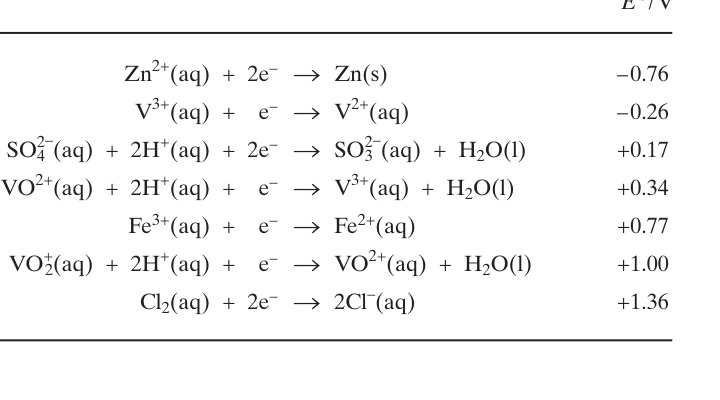 E°/V
Zn²⁺(aq) + 2e⁻ → Zn(s) –0.76
V³⁺(aq) + e⁻ → V²⁺(aq) –0.26
SO₄²⁻(aq) + 2H⁺(aq) + 2e⁻ → SO₃²⁻(aq) + H₂O(l) +0.17
VO²⁺(aq) + 2H⁺(aq) + e⁻ → V³⁺(aq) + H₂O(l) +0.34
Fe³⁺(aq) + e⁻ → Fe²⁺(aq) +0.77
VO₂⁺(aq) + 2H⁺(aq) + e⁻ → VO²⁺(aq) + H₂O(l) +1.00
Cl₂(aq) + 2e⁻ → 2Cl⁻(aq) +1.36